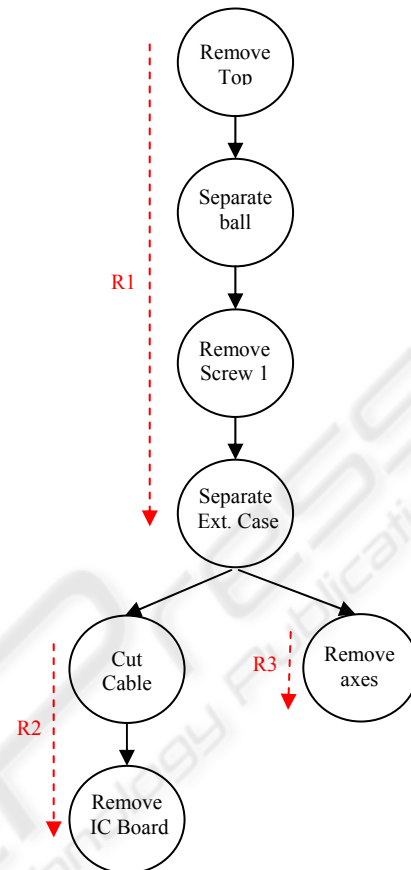 Remove
Top
Separate
ball
R1
Remove
Screw 1
Separate
Ext. Case
Cut
Cable
R3
Remove
axes
R2
Remove
IC Board